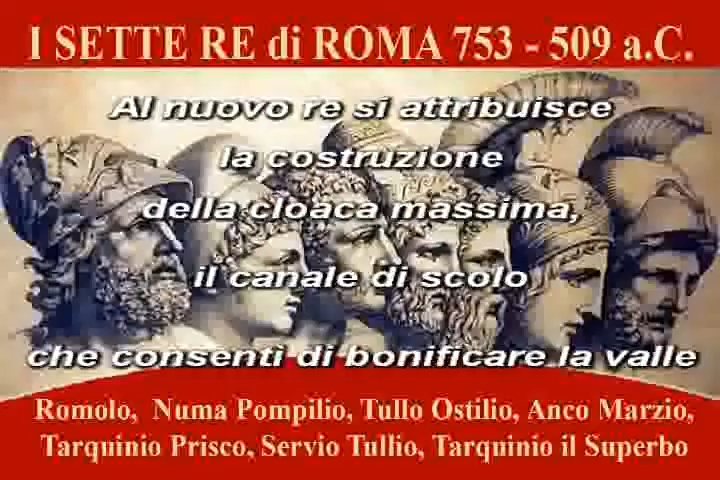 I SETTE RE di ROMA 753 - 509 a.C.
Al nuovo re si attribuisce
la costruzione
della cloaca massima,
il canale di scolo
che consentì di bonificare la valle
Romolo, Numa Pompilio, Tullo Ostilio, Anco Marzio,
Tarquinio Prisco, Servio Tullio, Tarquinio il Superbo